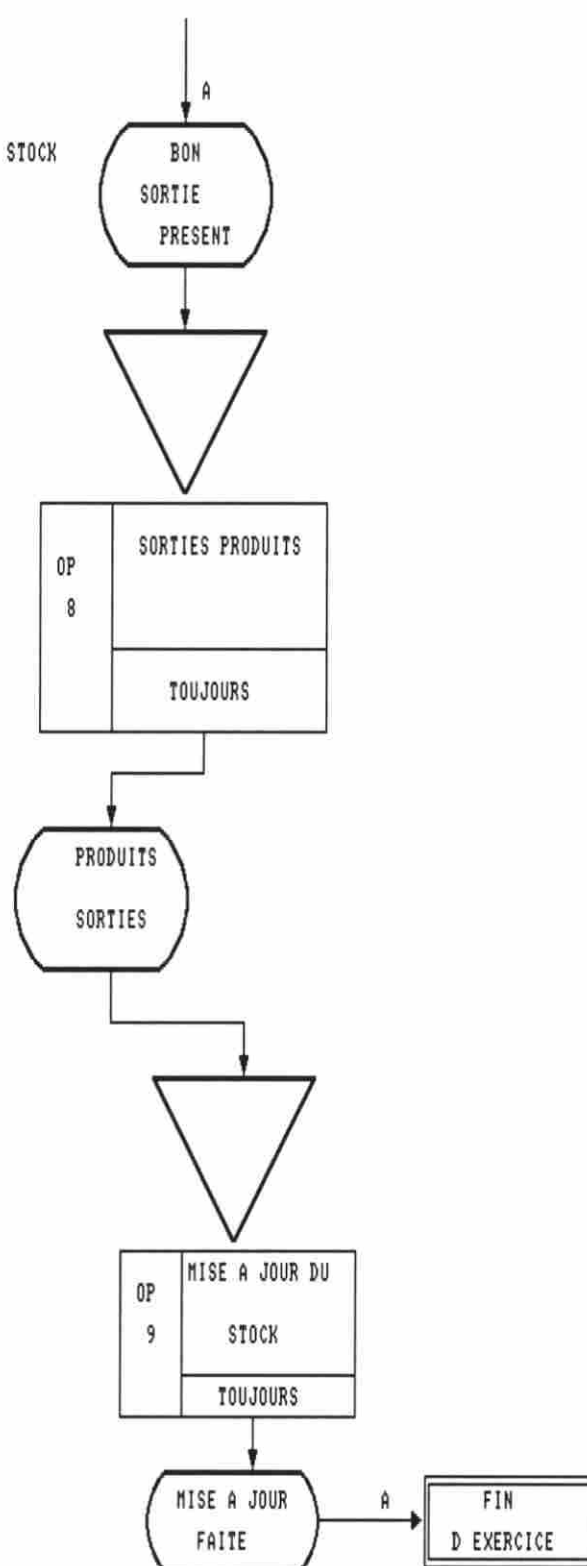 A
STOCK
BON
SORTIE
PRESENT
OP
8
SORTIES PRODUITS
TOUJOURS
PRODUITS
SORTIES
OP
9
MISE A JOUR DU
STOCK
TOUJOURS
MISE A JOUR
FAITE
A
FIN
D EXERCICE